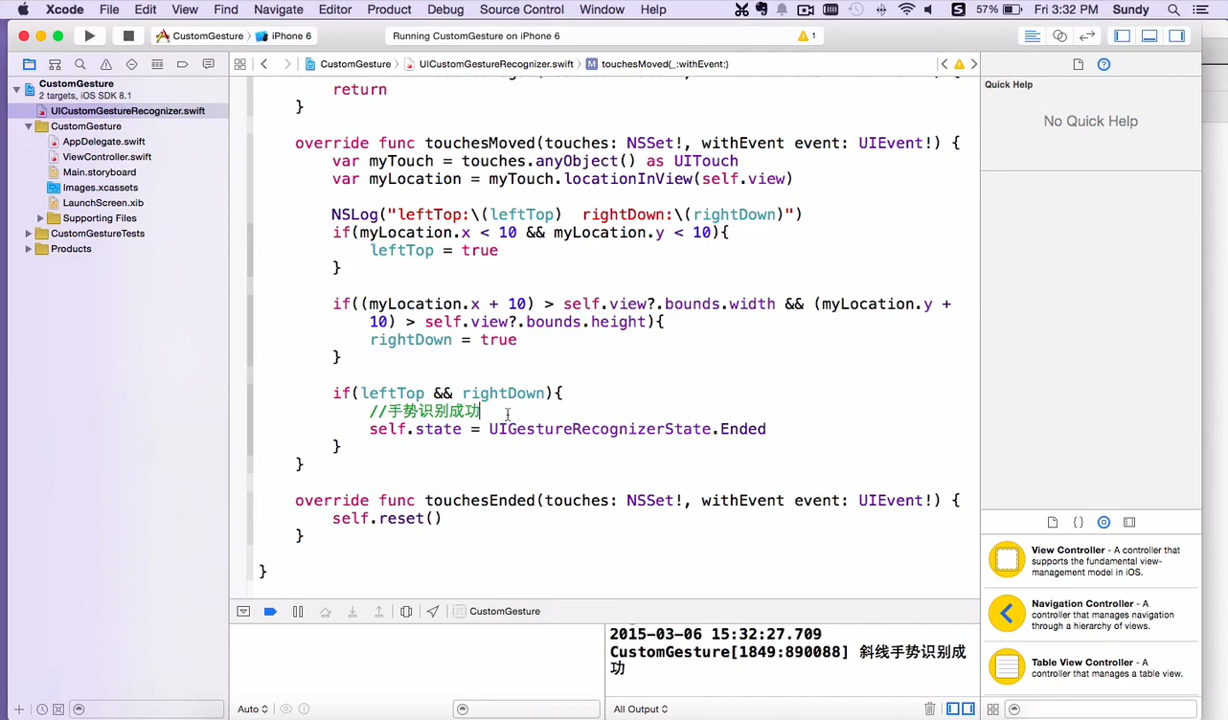 Xcode File Edit View Find Navigate Editor Product Debug Source Control Window Help 57% Fri 3:32 PM Sundy
CustomGesture iPhone 6 Running CustomGesture on iPhone 6 1
CustomGesture UICustomGestureRecognizer.swift M touchesMoved(_:withEvent:)
CustomGesture
2 targets, iOS SDK 8.1
UICustomGestureRecognizer.swift
CustomGesture
AppDelegate.swift
ViewController.swift
Main.storyboard
Images.xcassets
LaunchScreen.xib
Supporting Files
CustomGestureTests
Products
return
}
override func touchesMoved(touches: NSSet!, withEvent event: UIEvent!) {
var myTouch = touches.anyObject() as UITouch
var myLocation = myTouch.locationInView(self.view)
NSLog("leftTop:\(leftTop) rightDown:\(rightDown)")
if(myLocation.x < 10 && myLocation.y < 10){
leftTop = true
}
if((myLocation.x + 10) > self.view?.bounds.width && (myLocation.y +
10) > self.view?.bounds.height){
rightDown = true
}
if(leftTop && rightDown){
//手势识别成功
self.state = UIGestureRecognizerState.Ended
}
}
override func touchesEnded(touches: NSSet!, withEvent event: UIEvent!) {
self.reset()
}
}
CustomGesture
2015-03-06 15:32:27.709
CustomGesture[1849:890088] 斜线手势识别成
功
Auto
All Output
Quick Help
No Quick Help
View Controller - A controller that
supports the fundamental view-
management model in iOS.
Navigation Controller - A
controller that manages navigation
through a hierarchy of views.
Table View Controller - A
controller that manages a table view.